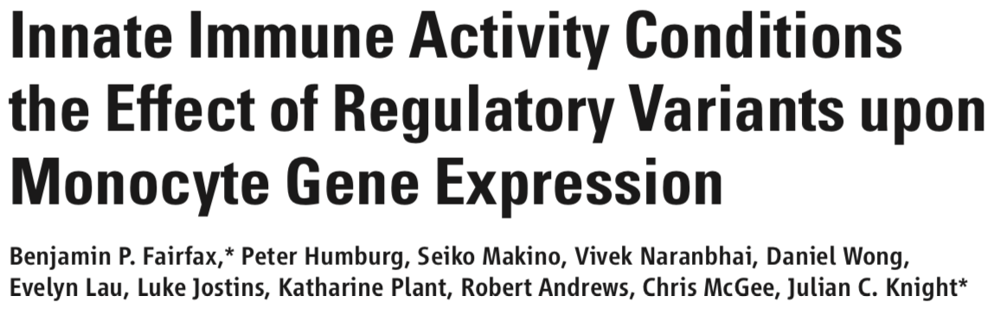 Innate Immune Activity Conditions
the Effect of Regulatory Variants upon
Monocyte Gene Expression
Benjamin P. Fairfax,* Peter Humburg, Seiko Makino, Vivek Naranbhai, Daniel Wong,
Evelyn Lau, Luke Jostins, Katharine Plant, Robert Andrews, Chris McGee, Julian C. Knight*